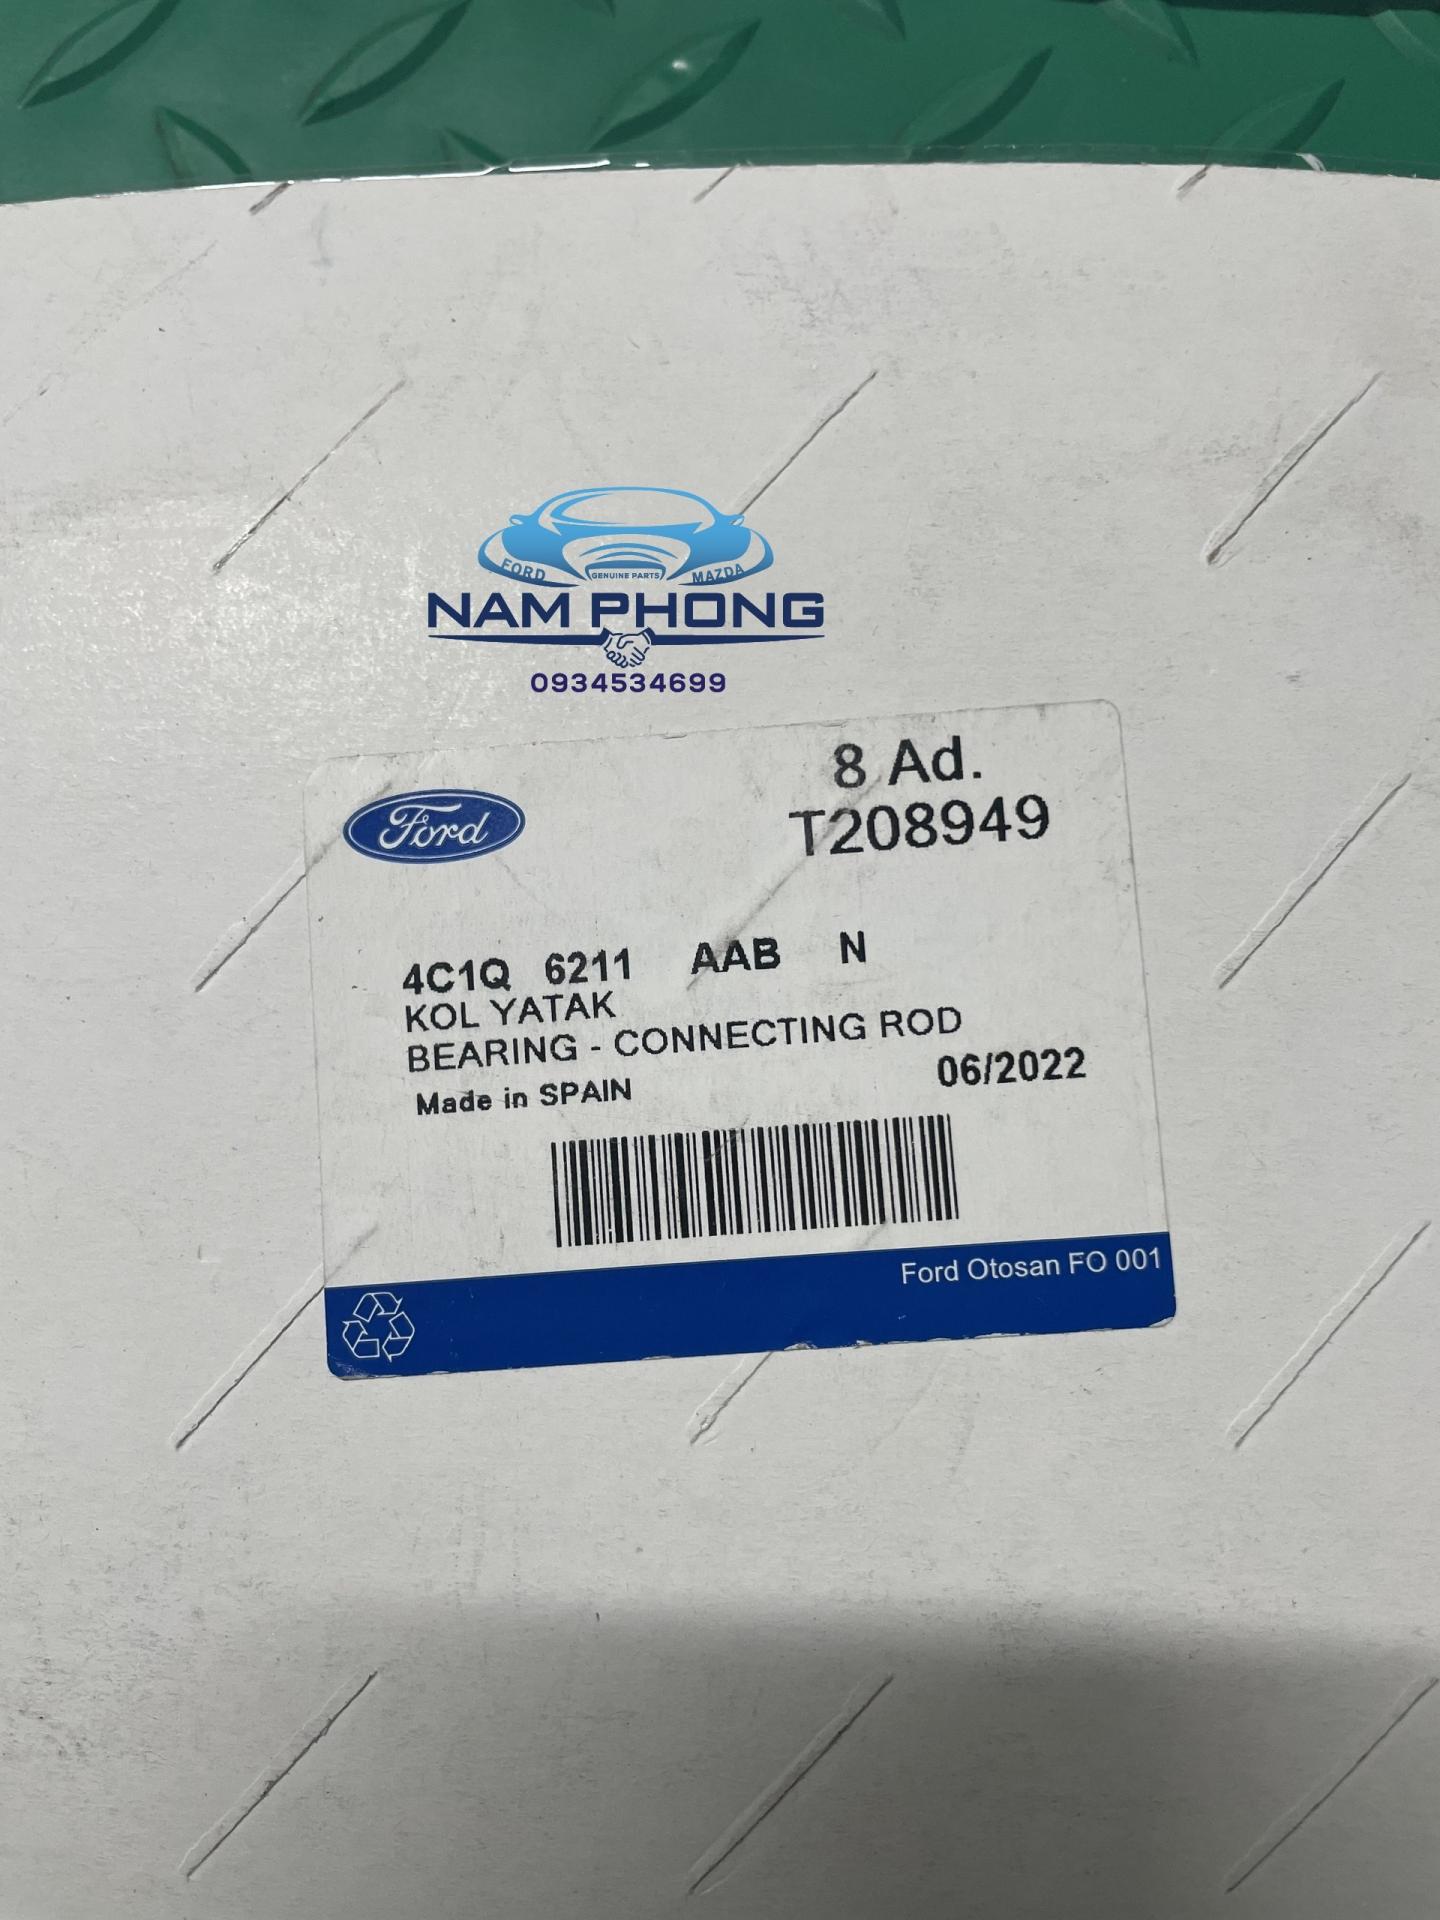 FORD
GENUINE PARTS
MAZDA
NAM PHONG
0934534699
8 Ad.
Ford
T208949
4C1Q 6211 AAB N
KOL YATAK
BEARING - CONNECTING ROD
Made in SPAIN
06/2022
Ford Otosan FO 001